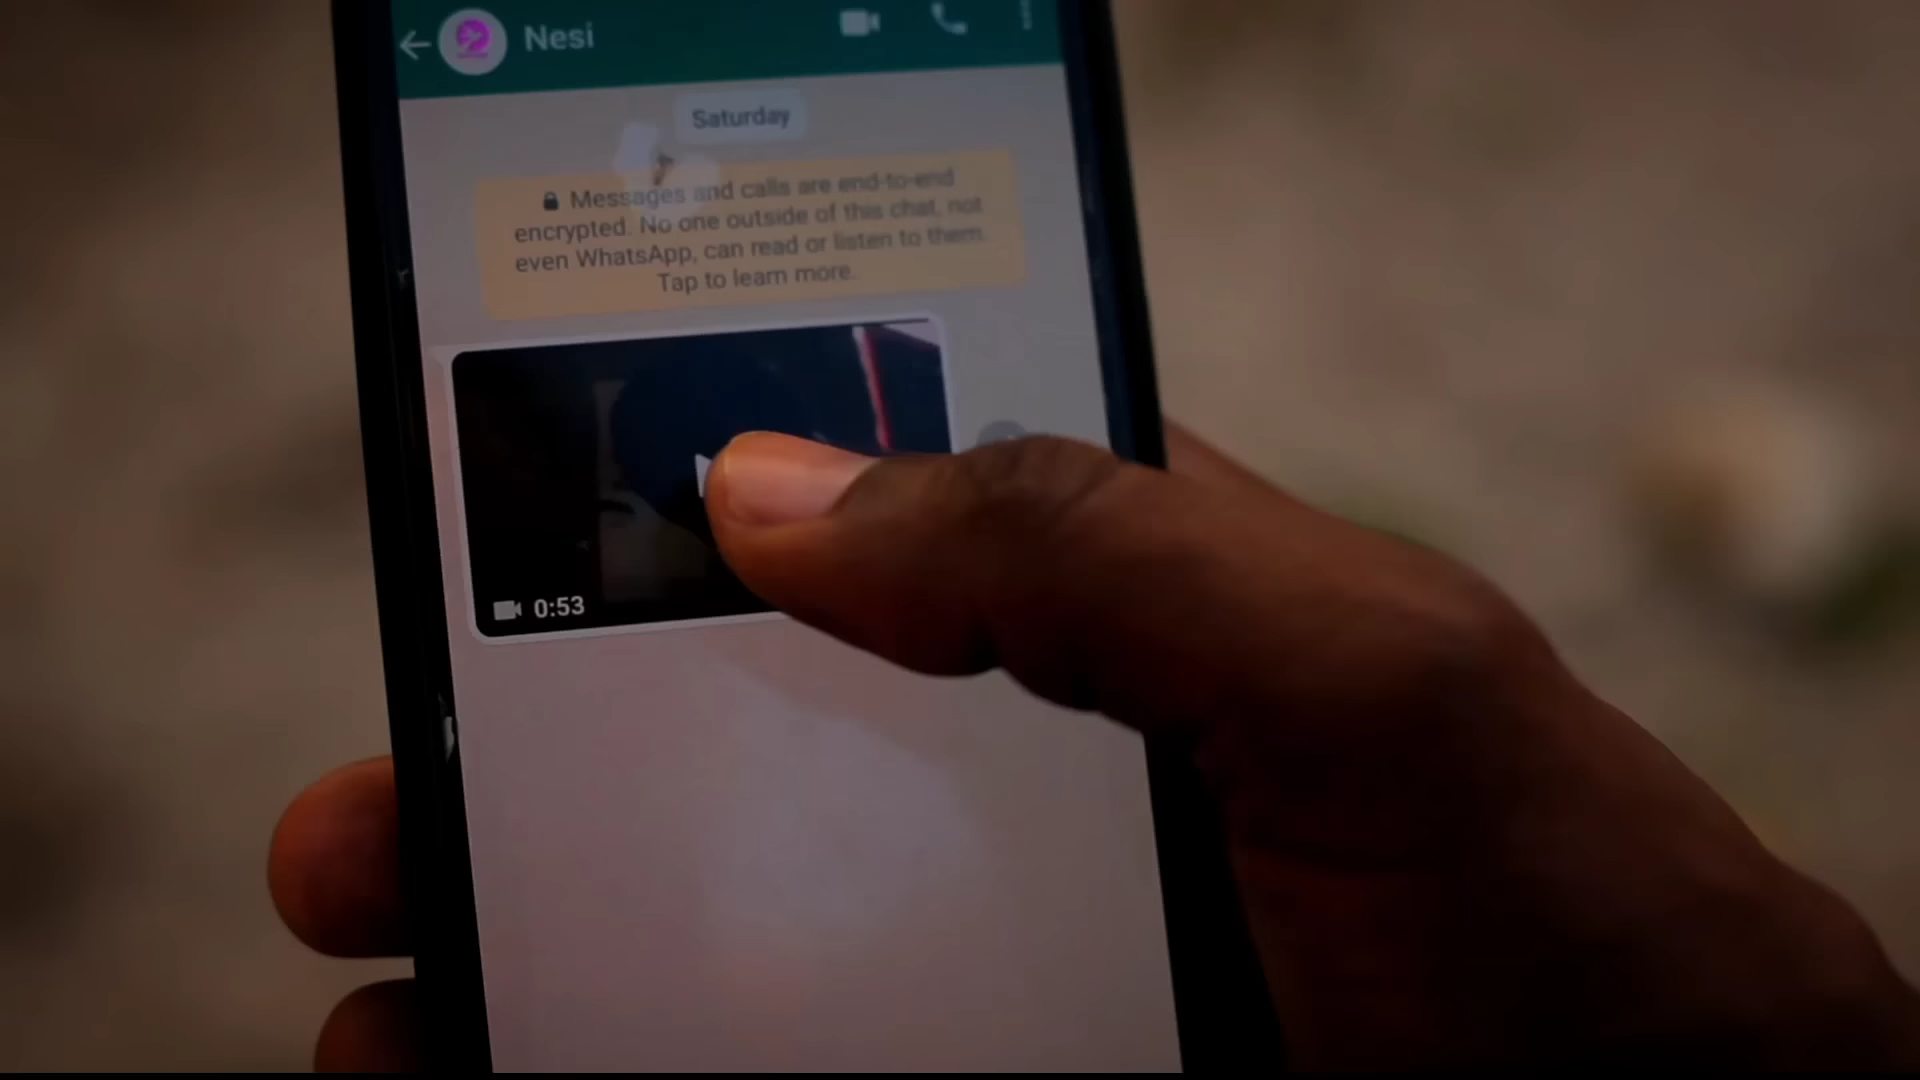 Nesi
Saturday
Messages and calls are end-to-end
encrypted. No one outside of this chat, not
even WhatsApp, can read or listen to them.
Tap to learn more.
0:53